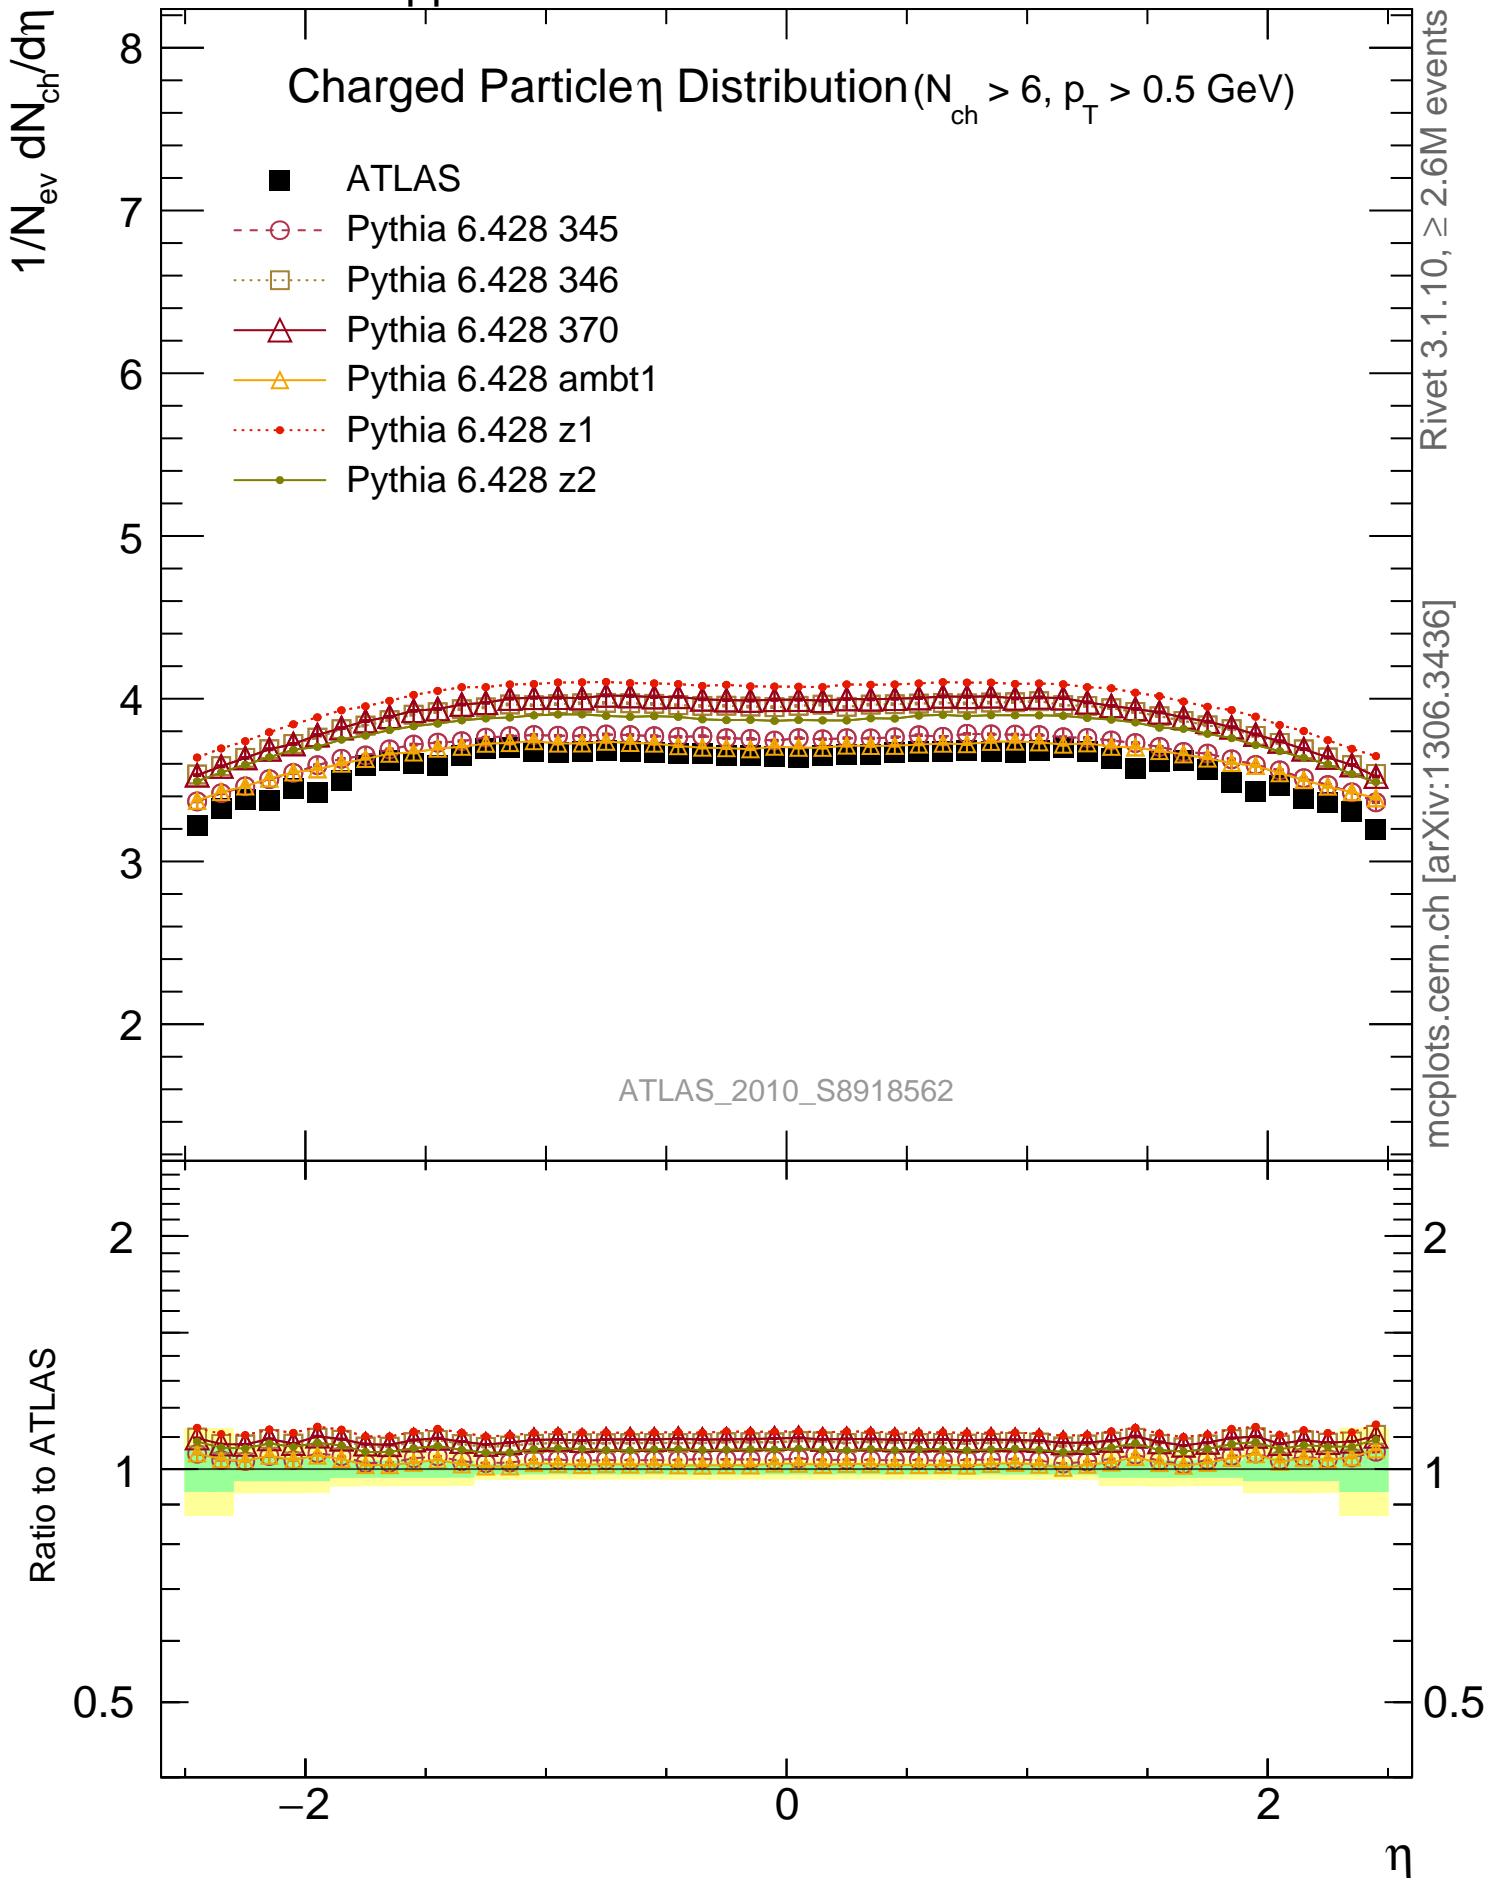 pp
1/N_ev dN_ch/dη
Charged Particle η Distribution (N_ch > 6, p_T > 0.5 GeV)
ATLAS
Pythia 6.428 345
Pythia 6.428 346
Pythia 6.428 370
Pythia 6.428 ambt1
Pythia 6.428 z1
Pythia 6.428 z2
8
7
6
5
4
3
2
ATLAS_2010_S8918562
Rivet 3.1.10, ≥ 2.6M events
mcplots.cern.ch [arXiv:1306.3436]
Ratio to ATLAS
2
1
0.5
2
1
0.5
−2
0
2
η